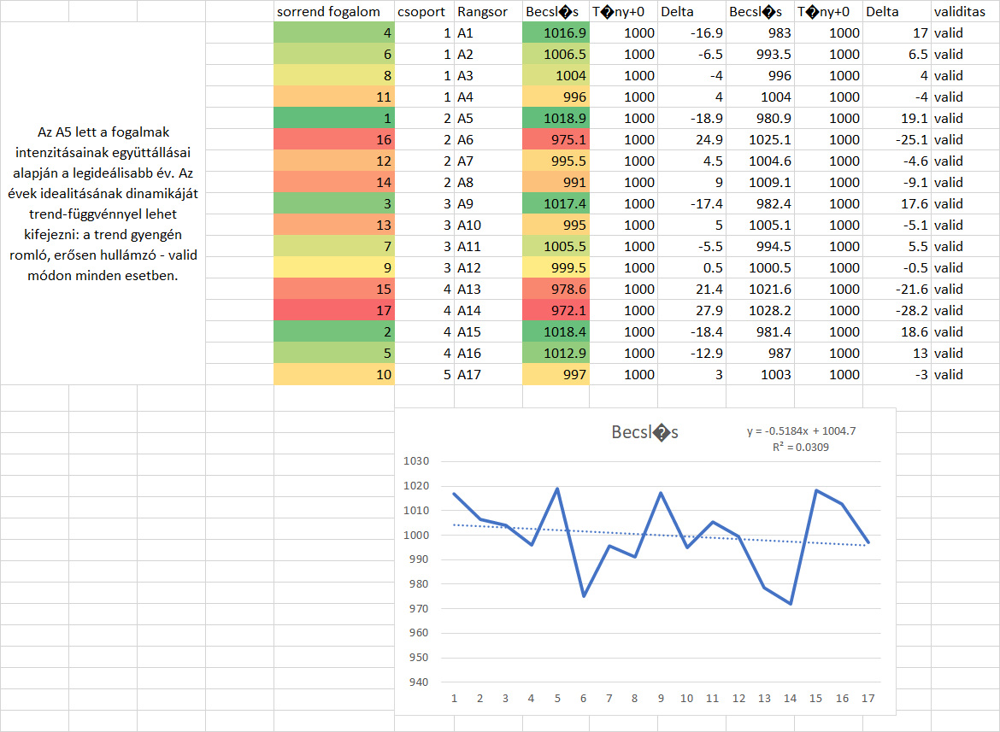 sorrend fogalom csoport Rangsor Becsl�s T�ny+0 Delta Becsl�s T�ny+0 Delta validitas
4 1 A1 1016.9 1000 -16.9 983 1000 17 valid
6 1 A2 1006.5 1000 -6.5 993.5 1000 6.5 valid
8 1 A3 1004 1000 -4 996 1000 4 valid
11 1 A4 996 1000 4 1004 1000 -4 valid
1 2 A5 1018.9 1000 -18.9 980.9 1000 19.1 valid
16 2 A6 975.1 1000 24.9 1025.1 1000 -25.1 valid
12 2 A7 995.5 1000 4.5 1004.6 1000 -4.6 valid
14 2 A8 991 1000 9 1009.1 1000 -9.1 valid
3 3 A9 1017.4 1000 -17.4 982.4 1000 17.6 valid
13 3 A10 995 1000 5 1005.1 1000 -5.1 valid
7 3 A11 1005.5 1000 -5.5 994.5 1000 5.5 valid
9 3 A12 999.5 1000 0.5 1000.5 1000 -0.5 valid
15 4 A13 978.6 1000 21.4 1021.6 1000 -21.6 valid
17 4 A14 972.1 1000 27.9 1028.2 1000 -28.2 valid
2 4 A15 1018.4 1000 -18.4 981.4 1000 18.6 valid
5 4 A16 1012.9 1000 -12.9 987 1000 13 valid
10 5 A17 997 1000 3 1003 1000 -3 valid
Az A5 lett a fogalmak
intenzitásainak együttállásai
alapján a legideálisabb év. Az
évek idealitásának dinamikáját
trend-függvénnyel lehet
kifejezni: a trend gyengén
romló, erősen hullámzó - valid
módon minden esetben.
Becsl�s
y = -0.5184x + 1004.7
R² = 0.0309
1030
1020
1010
1000
990
980
970
960
950
940
1 2 3 4 5 6 7 8 9 10 11 12 13 14 15 16 17